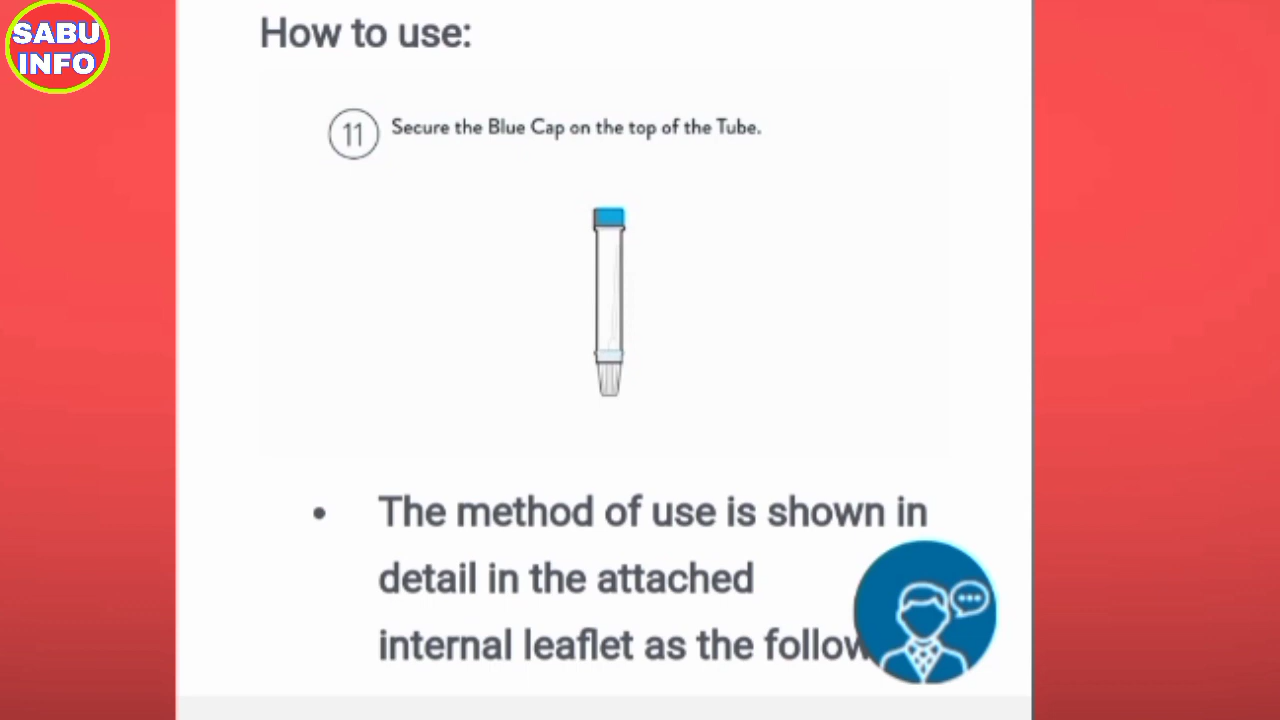 SABU
INFO
How to use:
11 Secure the Blue Cap on the top of the Tube.
• The method of use is shown in
detail in the attached
internal leaflet as the